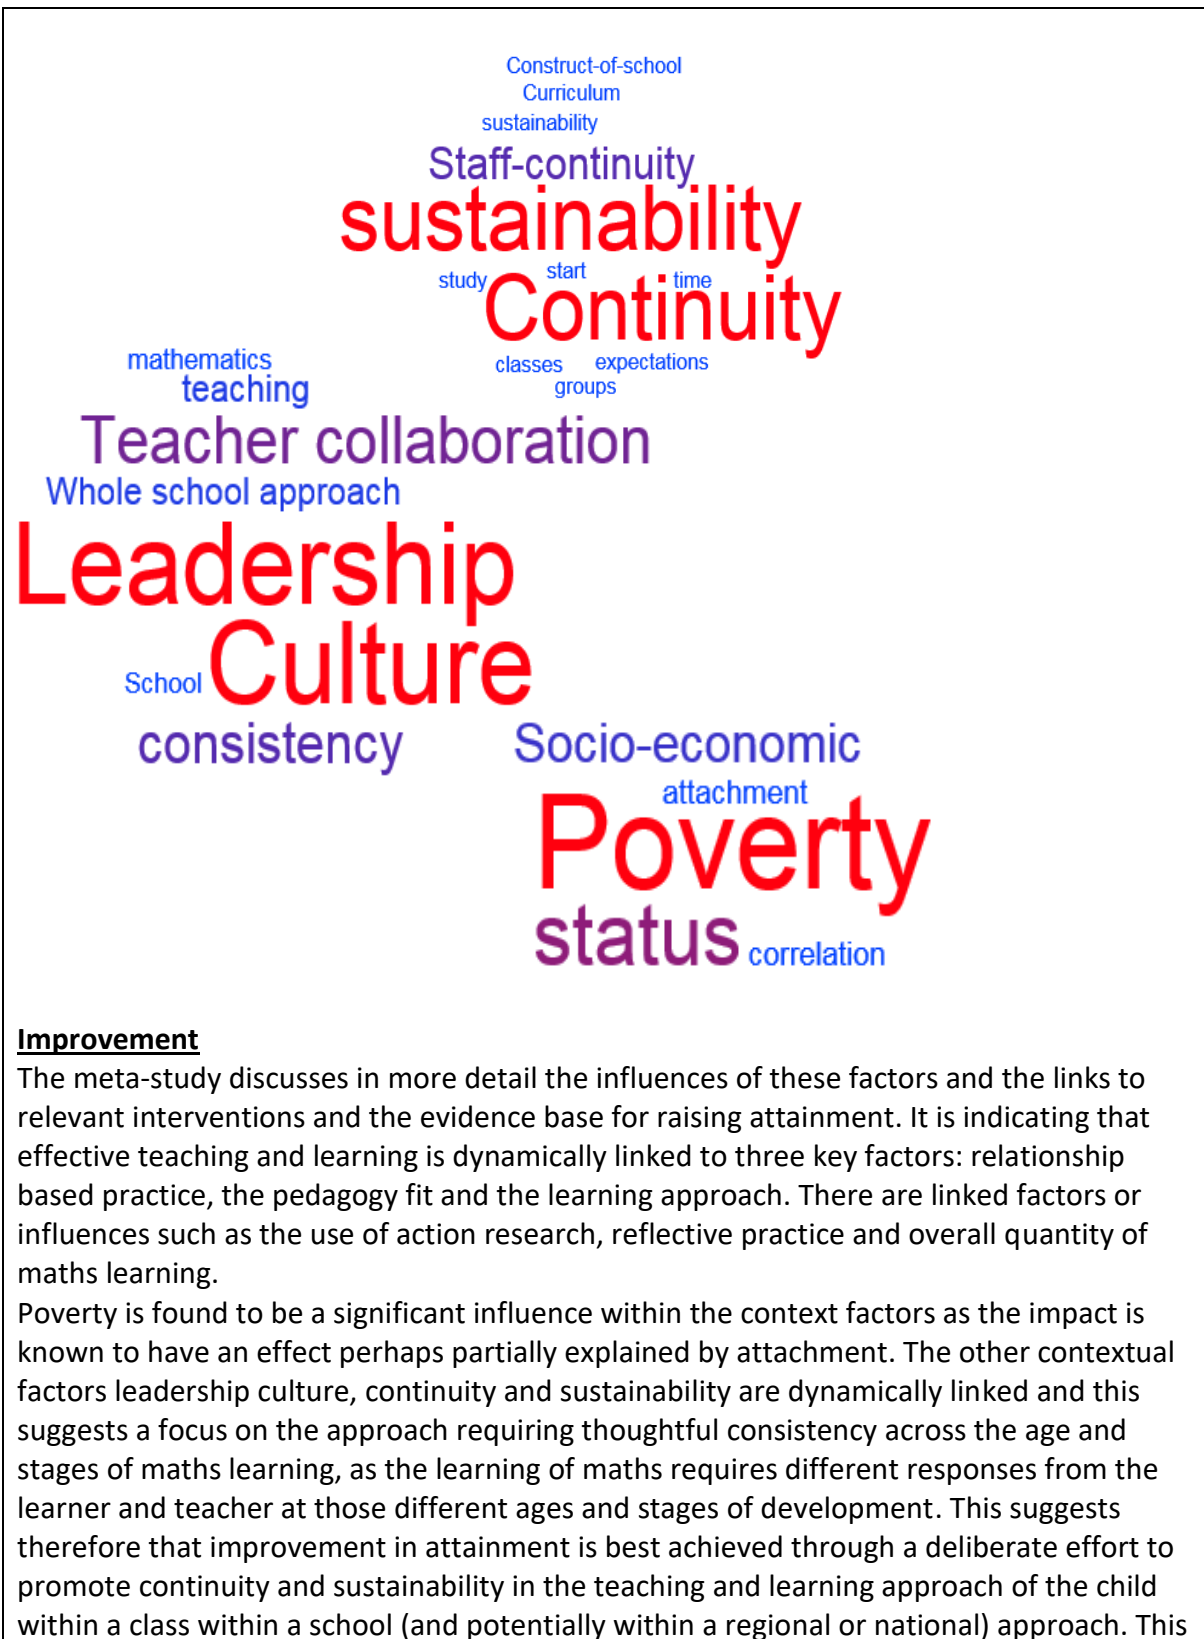 Construct-of-school
Curriculum
sustainability
Staff-continuity
sustainability
study start time
Continuity
classes expectations
groups
mathematics
teaching
Teacher collaboration
Whole school approach
Leadership
School Culture
consistency
Socio-economic
attachment
Poverty
status correlation
Improvement
The meta-study discusses in more detail the influences of these factors and the links to
relevant interventions and the evidence base for raising attainment. It is indicating that
effective teaching and learning is dynamically linked to three key factors: relationship
based practice, the pedagogy fit and the learning approach. There are linked factors or
influences such as the use of action research, reflective practice and overall quantity of
maths learning.
Poverty is found to be a significant influence within the context factors as the impact is
known to have an effect perhaps partially explained by attachment. The other contextual
factors leadership culture, continuity and sustainability are dynamically linked and this
suggests a focus on the approach requiring thoughtful consistency across the age and
stages of maths learning, as the learning of maths requires different responses from the
learner and teacher at those different ages and stages of development. This suggests
therefore that improvement in attainment is best achieved through a deliberate effort to
promote continuity and sustainability in the teaching and learning approach of the child
within a class within a school (and potentially within a regional or national) approach. This